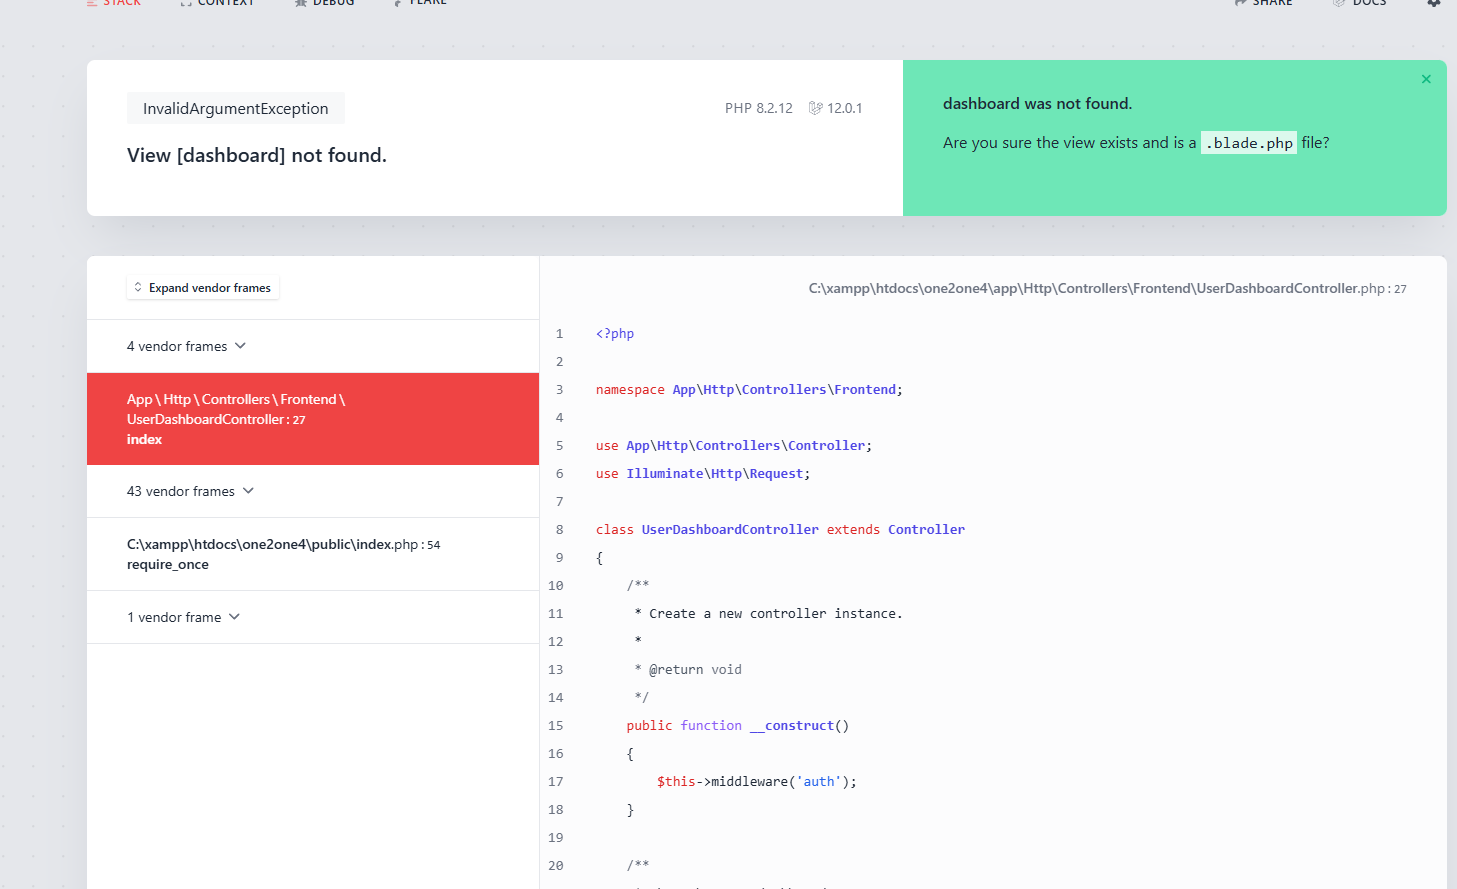 STACK CONTEXT DEBUG FLARE SHARE DOCS
InvalidArgumentException
PHP 8.2.12 12.0.1
View [dashboard] not found.
dashboard was not found.
Are you sure the view exists and is a .blade.php file?
Expand vendor frames
4 vendor frames
App \ Http \ Controllers \ Frontend \
UserDashboardController : 27
index
43 vendor frames
C:\xampp\htdocs\one2one4\public\index.php : 54
require_once
1 vendor frame
C:\xampp\htdocs\one2one4\app\Http\Controllers\Frontend\UserDashboardController.php : 27
1 <?php
2
3 namespace App\Http\Controllers\Frontend;
4
5 use App\Http\Controllers\Controller;
6 use Illuminate\Http\Request;
7
8 class UserDashboardController extends Controller
9 {
10 /**
11 * Create a new controller instance.
12 *
13 * @return void
14 */
15 public function __construct()
16 {
17 $this->middleware('auth');
18 }
19
20 /**